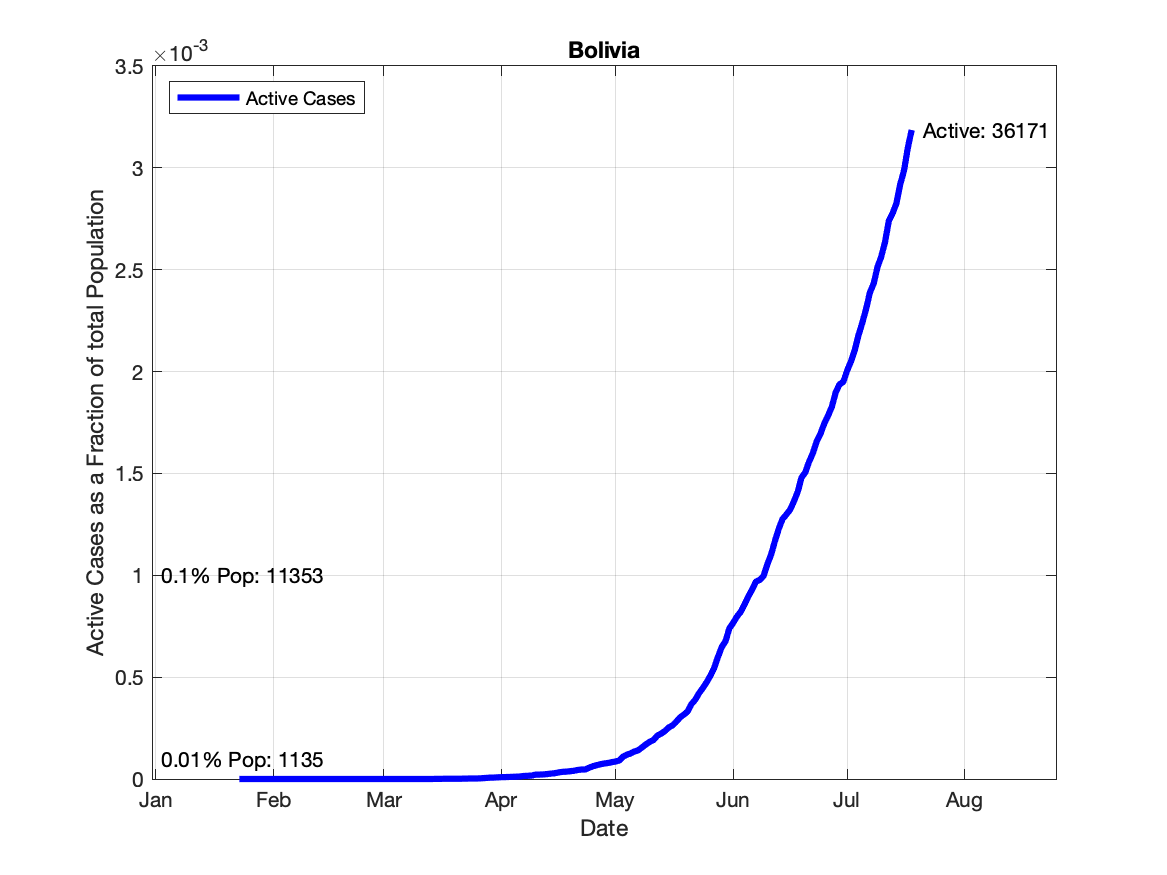 Bolivia
×10-3
3.5
3
2.5
2
1.5
1
0.5
0
Active Cases as a Fraction of total Population
Active Cases
Active: 36171
0.1% Pop: 11353
0.01% Pop: 1135
Jan Feb Mar Apr May Jun Jul Aug
Date